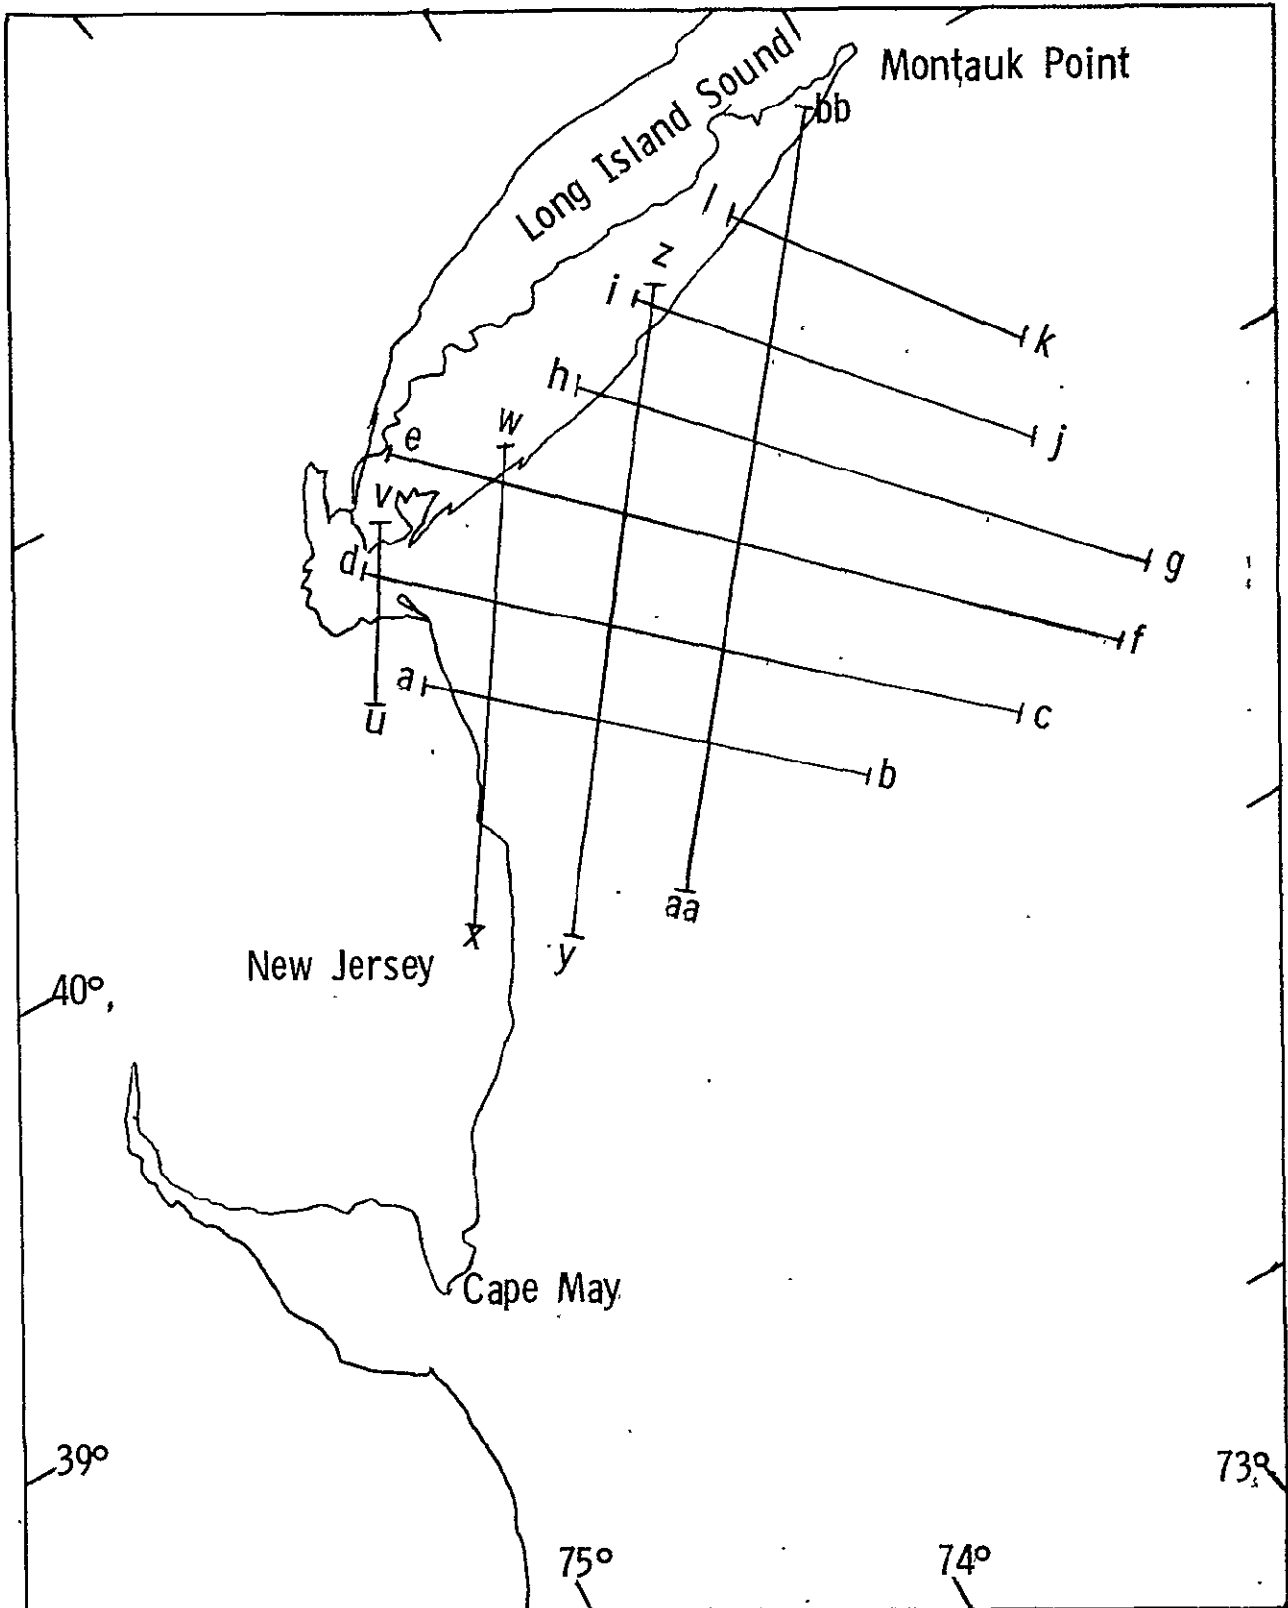 Montauk Point
Long Island Sound
bb
l
z
i
k
h
j
w
e
v
g
d
f
a
c
u
b
aa
x
y
New Jersey
40°
Cape May
39°
73°
75°
74°